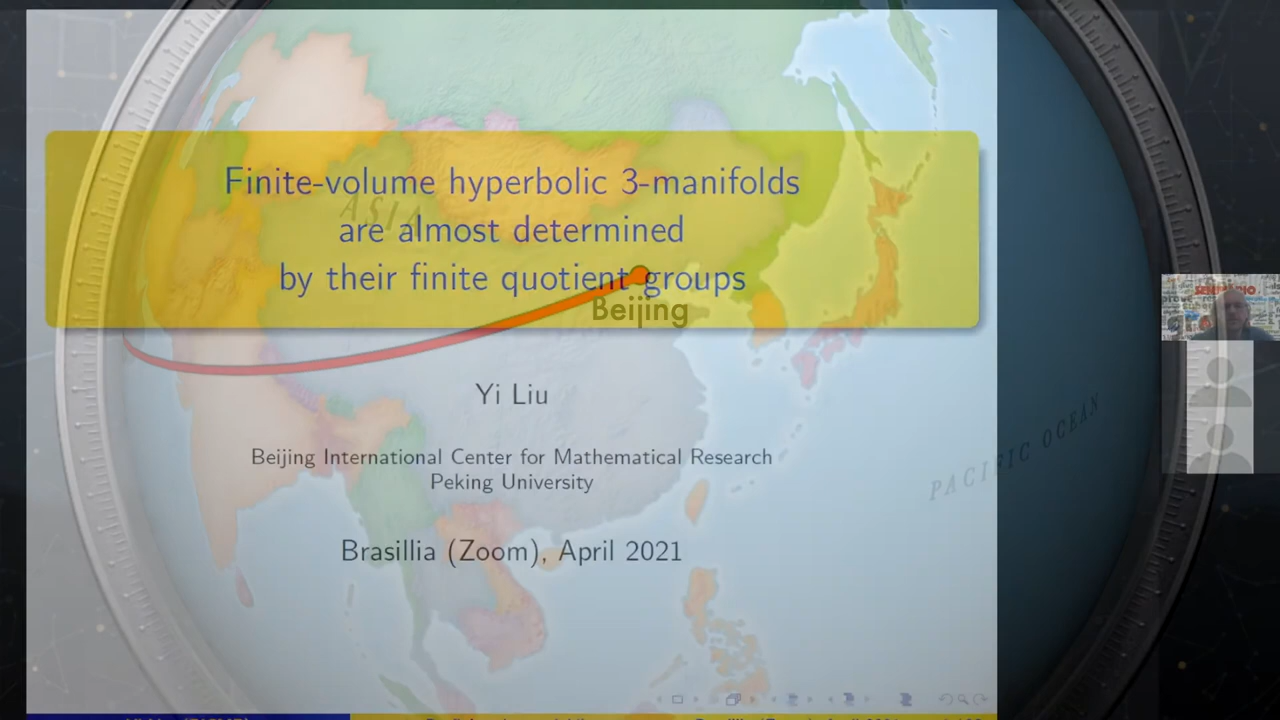 Finite-volume hyperbolic 3-manifolds
are almost determined
by their finite quotient groups
ASIA
Beijing
Yi Liu
Beijing International Center for Mathematical Research
Peking University
PACIFIC OCEAN
Brasillia (Zoom), April 2021